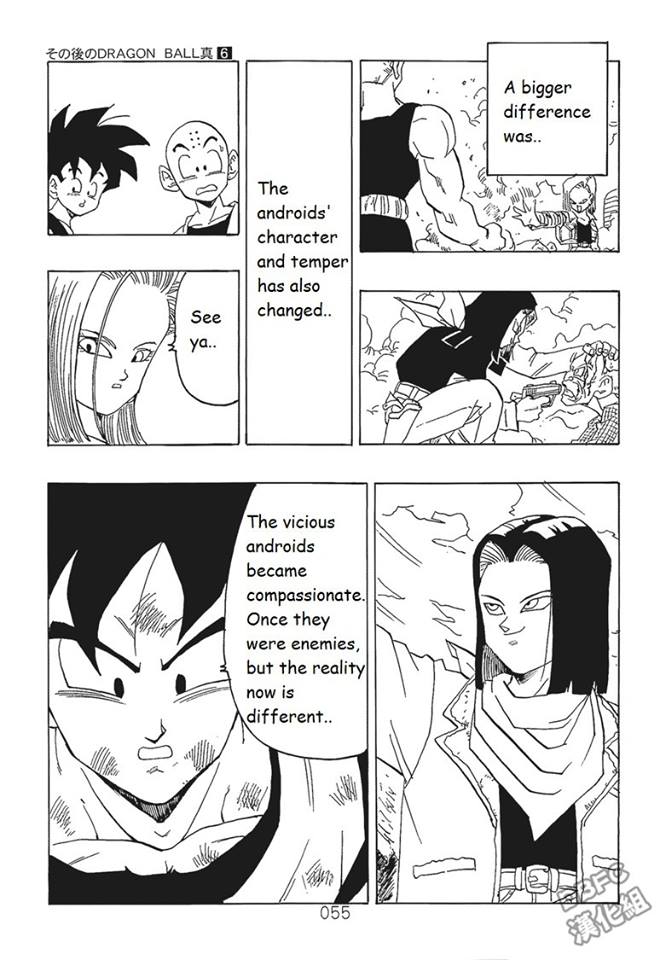 その後のDRAGON BALL真 6
A bigger
difference
was..
The
androids'
character
and temper
has also
changed..
See
ya..
The vicious
androids
became
compassionate.
Once they
were enemies,
but the reality
now is
different..
055
DBFC
漢化組